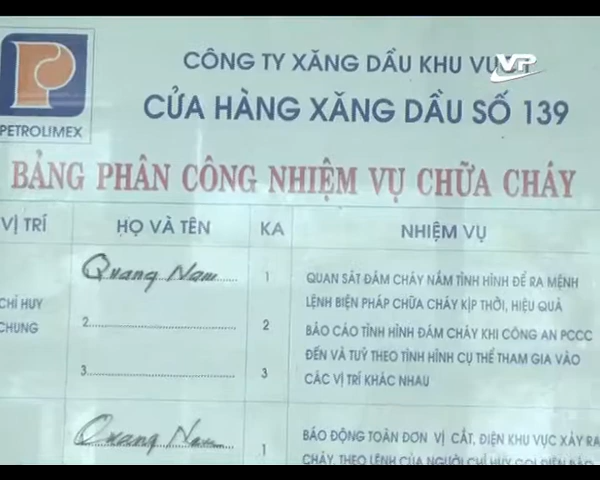 VP
CÔNG TY XĂNG DẦU KHU VỰC I
CỬA HÀNG XĂNG DẦU SỐ 139
PETROLIMEX
BẢNG PHÂN CÔNG NHIỆM VỤ CHỮA CHÁY
VỊ TRÍ HỌ VÀ TÊN KA NHIỆM VỤ
CHỈ HUY CHUNG
Quang Nam 1
2 2
3 3
QUAN SÁT ĐÁM CHÁY NẮM TÌNH HÌNH ĐỂ RA MỆNH
LỆNH BIỆN PHÁP CHỮA CHÁY KỊP THỜI, HIỆU QUẢ
BÁO CÁO TÌNH HÌNH ĐÁM CHÁY KHI CÔNG AN PCCC
ĐẾN VÀ TUỲ THEO TÌNH HÌNH CỤ THỂ THAM GIA VÀO
CÁC VỊ TRÍ KHÁC NHAU
Quang Nam 1
BÁO ĐỘNG TOÀN ĐƠN VỊ CẮT, ĐIỆN KHU VỰC XẢY RA
CHÁY, THEO LỆNH CỦA NGƯỜI CHỈ HUY GỌI ĐIỆN BÁO